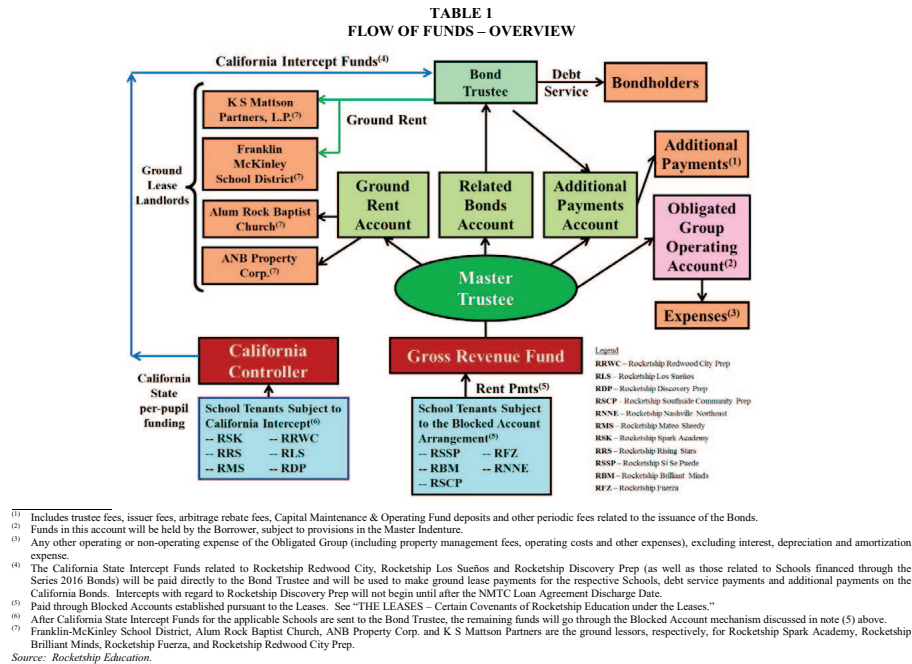 TABLE 1
FLOW OF FUNDS – OVERVIEW
California Intercept Funds(4)
Bond
Trustee
Debt
Service
Bondholders
K S Mattson
Partners, L.P.(7)
Ground Rent
Franklin
McKinley
School District(7)
Ground
Lease
Landlords
Alum Rock Baptist
Church(7)
ANB Property
Corp.(7)
Ground
Rent
Account
Related
Bonds
Account
Additional
Payments
Account
Additional
Payments(1)
Obligated
Group
Operating
Account(2)
Expenses(3)
Master
Trustee
California
Controller
Gross Revenue Fund
California
State
per-pupil
funding
Rent Pmts(5)
School Tenants Subject to
California Intercept(6)
-- RSK -- RRWC
-- RRS -- RLS
-- RMS -- RDP
School Tenants Subject
to the Blocked Account
Arrangement(5)
-- RSSP -- RFZ
-- RBM -- RNNE
-- RSCP
Legend
RRWC – Rocketship Redwood City Prep
RLS – Rocketship Los Sueños
RDP – Rocketship Discovery Prep
RSCP – Rocketship Southside Community Prep
RNNE – Rocketship Nashville Northeast
RMS – Rocketship Mateo Sheedy
RSK – Rocketship Spark Academy
RRS – Rocketship Rising Stars
RSSP – Rocketship Sí Se Puede
RBM – Rocketship Brilliant Minds
RFZ – Rocketship Fuerza
(1) Includes trustee fees, issuer fees, arbitrage rebate fees, Capital Maintenance & Operating Fund deposits and other periodic fees related to the issuance of the Bonds.
(2) Funds in this account will be held by the Borrower, subject to provisions in the Master Indenture.
(3) Any other operating or non-operating expense of the Obligated Group (including property management fees, operating costs and other expenses), excluding interest, depreciation and amortization
expense.
(4) The California State Intercept Funds related to Rocketship Redwood City, Rocketship Los Sueños and Rocketship Discovery Prep (as well as those related to Schools financed through the
Series 2016 Bonds) will be paid directly to the Bond Trustee and will be used to make ground lease payments for the respective Schools, debt service payments and additional payments on the
California Bonds. Intercepts with regard to Rocketship Discovery Prep will not begin until after the NMTC Loan Agreement Discharge Date.
(5) Paid through Blocked Accounts established pursuant to the Leases. See “THE LEASES – Certain Covenants of Rocketship Education under the Leases.”
(6) After California State Intercept Funds for the applicable Schools are sent to the Bond Trustee, the remaining funds will go through the Blocked Account mechanism discussed in note (5) above.
(7) Franklin-McKinley School District, Alum Rock Baptist Church, ANB Property Corp. and K S Mattson Partners are the ground lessors, respectively, for Rocketship Spark Academy, Rocketship
Brilliant Minds, Rocketship Fuerza, and Rocketship Redwood City Prep.
Source: Rocketship Education.